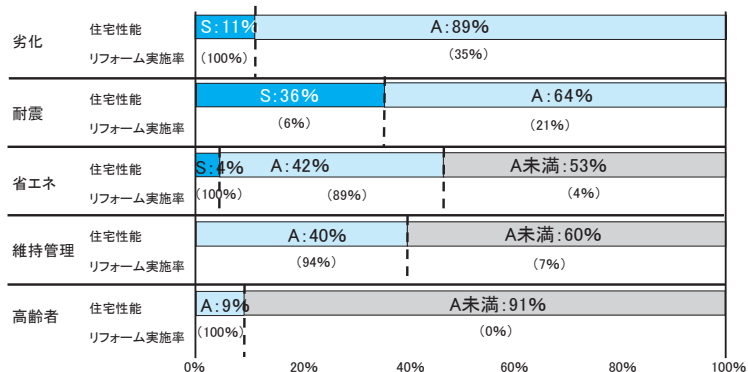 劣化
住宅性能
S:11%
A:89%
リフォーム実施率
(100%)
(35%)
耐震
住宅性能
S:36%
A:64%
リフォーム実施率
(6%)
(21%)
省エネ
住宅性能
S:4%
A:42%
A未満:53%
リフォーム実施率
(100%)
(89%)
(4%)
維持管理
住宅性能
A:40%
A未満:60%
リフォーム実施率
(94%)
(7%)
高齢者
住宅性能
A:9%
A未満:91%
リフォーム実施率
(100%)
(0%)
0%
20%
40%
60%
80%
100%